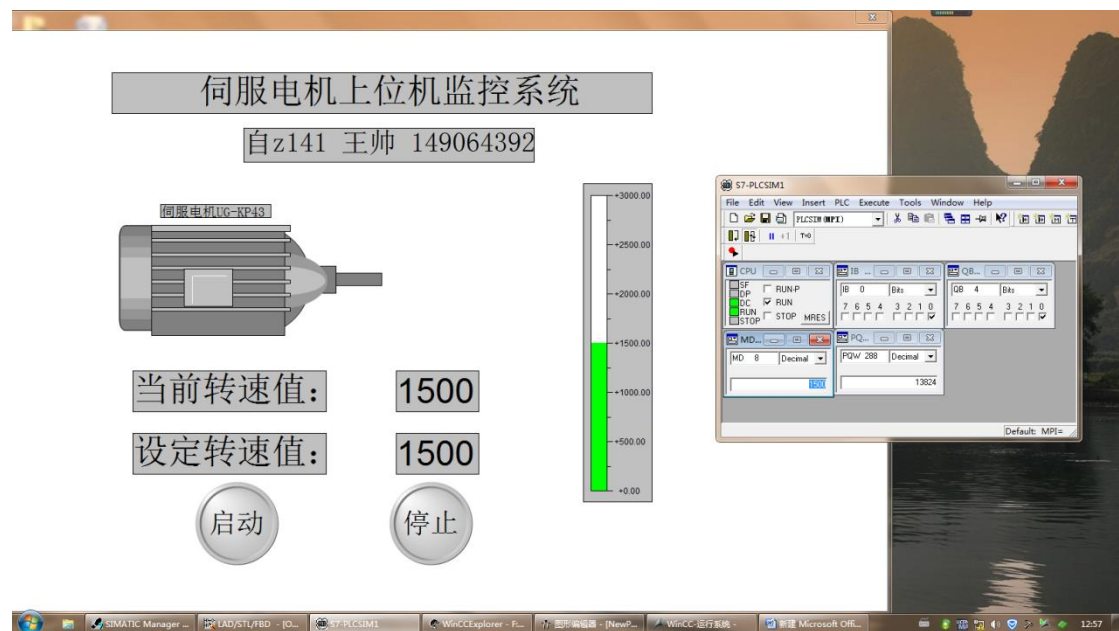 伺服电机上位机监控系统
自z141 王帅 149064392
伺服电机UG-KP43
当前转速值： 1500
设定转速值： 1500
启动 停止
+3000.00
+2500.00
+2000.00
+1500.00
+1000.00
+500.00
+0.00
S7-PLCSIM1
File Edit View Insert PLC Execute Tools Window Help
PLCSIM(MPI)
+1 T=0
CPU
SF
DP
DC
RUN
STOP
RUN-P
RUN
STOP MRES
IB ...
IB 0 Bits
7 6 5 4 3 2 1 0
QB...
QB 4 Bits
7 6 5 4 3 2 1 0
MD...
MD 8 Decimal
1500
PQ...
PQW 288 Decimal
13824
Default: MPI=
SIMATIC Manager ... LAD/STL/FBD - [O... S7-PLCSIM1 WinCCExplorer - F:... 图形编辑器 - [NewP... WinCC-运行系统 - 新建 Microsoft Offi... 12:57